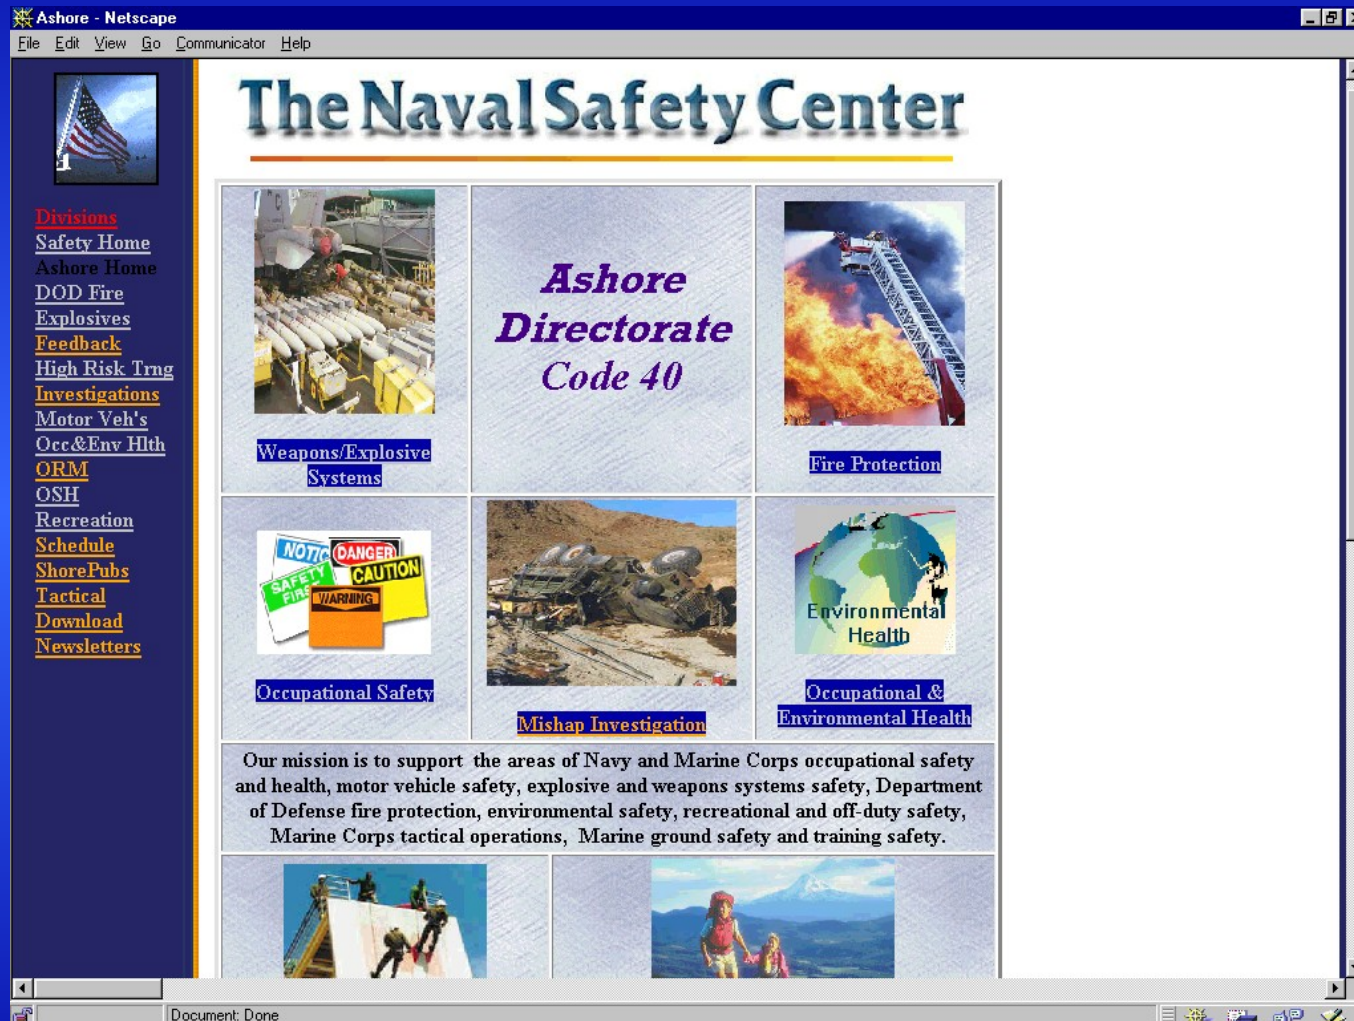 Ashore - Netscape
File Edit View Go Communicator Help
The Naval Safety Center
Divisions
Safety Home
Ashore Home
DOD Fire
Explosives
Feedback
High Risk Trng
Investigations
Motor Veh's
Occ&Env Hlth
ORM
OSH
Recreation
Schedule
ShorePubs
Tactical
Download
Newsletters
Weapons/Explosive
Systems
Ashore
Directorate
Code 40
Fire Protection
NOTIC
DANGER
SAFETY
FIRS
CAUTION
WARNING
Occupational Safety
Mishap Investigation
Environmental
Health
Occupational &
Environmental Health
Our mission is to support the areas of Navy and Marine Corps occupational safety
and health, motor vehicle safety, explosive and weapons systems safety, Department
of Defense fire protection, environmental safety, recreational and off-duty safety,
Marine Corps tactical operations, Marine ground safety and training safety.
Document: Done